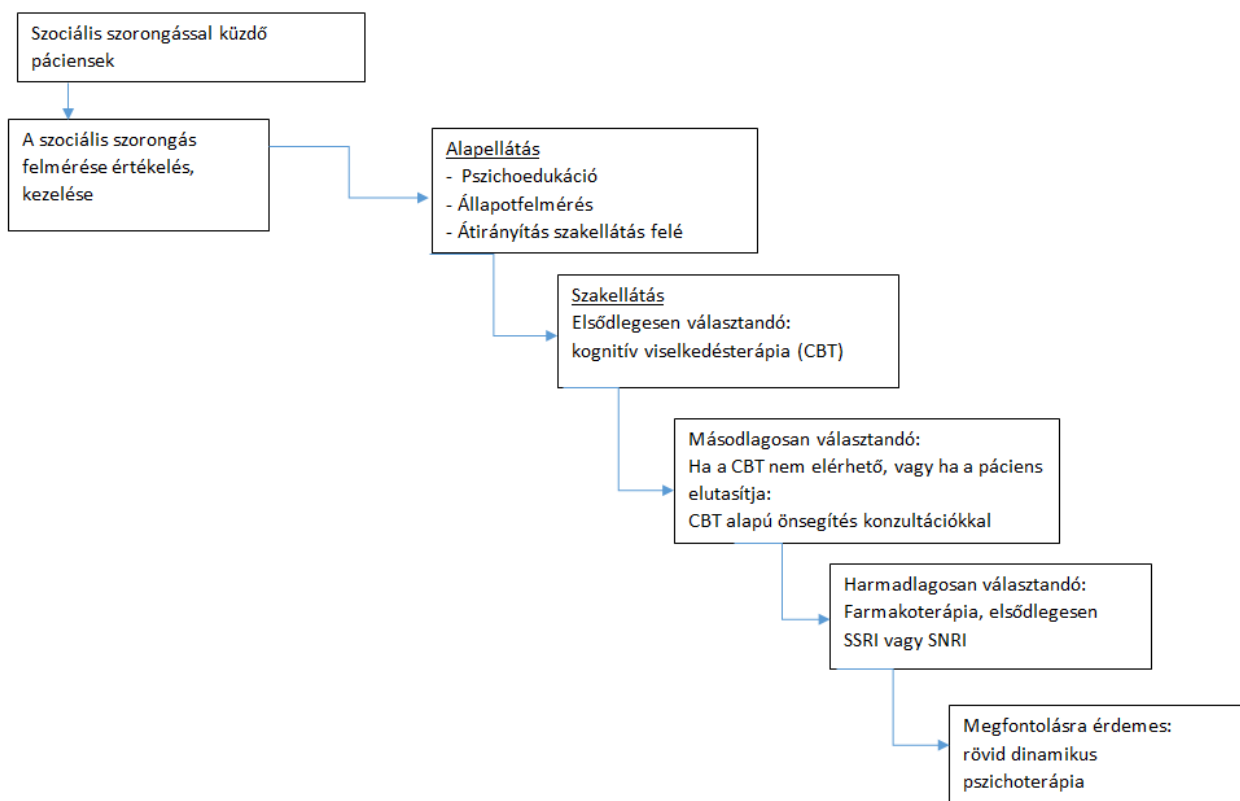 Szociális szorongással küzdő
páciensek
A szociális szorongás
felmérése értékelés,
kezelése
Alapellátás
- Pszichoedukáció
- Állapotfelmérés
- Átirányítás szakellátás felé
Szakellátás
Elsődlegesen választandó:
kognitív viselkedésterápia (CBT)
Másodlagosan választandó:
Ha a CBT nem elérhető, vagy ha a páciens
elutasítja:
CBT alapú önsegítés konzultációkkal
Harmadlagosan választandó:
Farmakoterápia, elsődlegesen
SSRI vagy SNRI
Megfontolásra érdemes:
rövid dinamikus
pszichoterápia